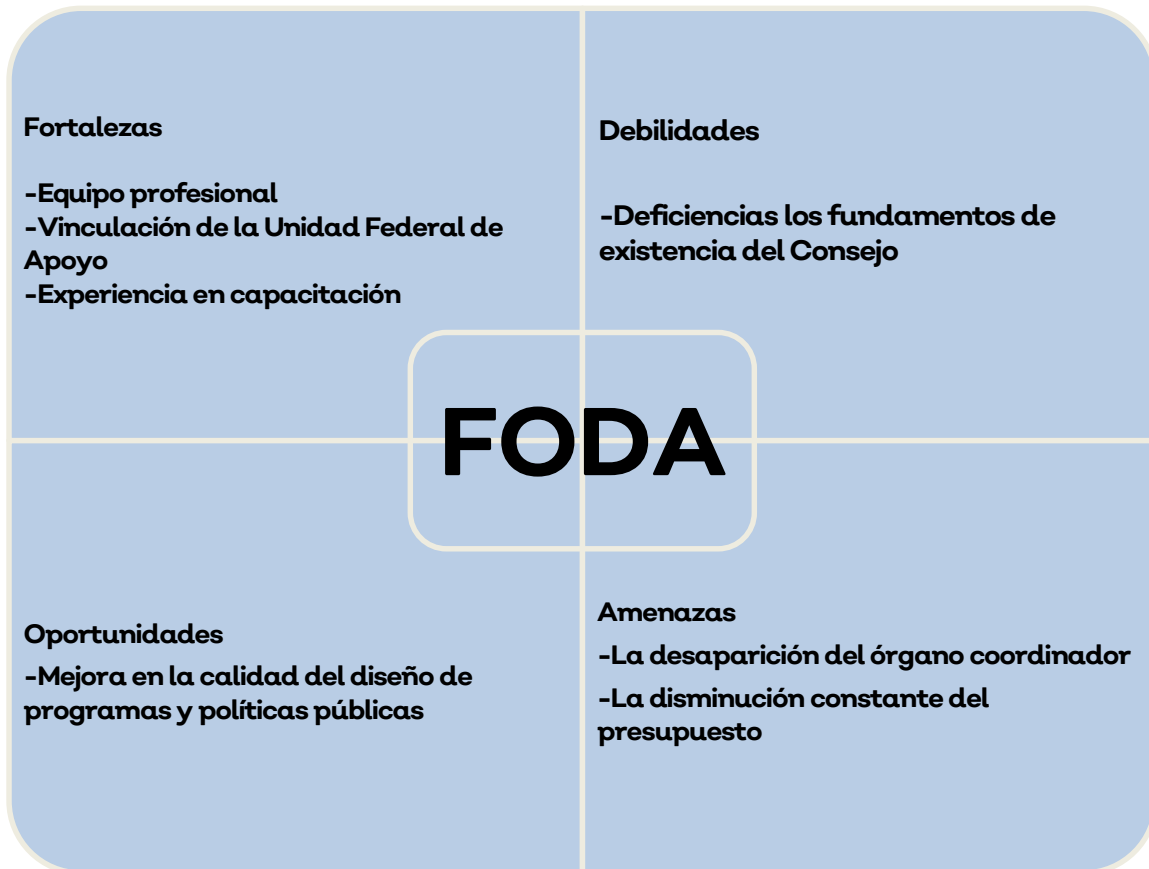 Fortalezas
-Equipo profesional
-Vinculación de la Unidad Federal de
Apoyo
-Experiencia en capacitación
Debilidades
-Deficiencias los fundamentos de
existencia del Consejo
FODA
Oportunidades
-Mejora en la calidad del diseño de
programas y políticas públicas
Amenazas
-La desaparición del órgano coordinador
-La disminución constante del
presupuesto